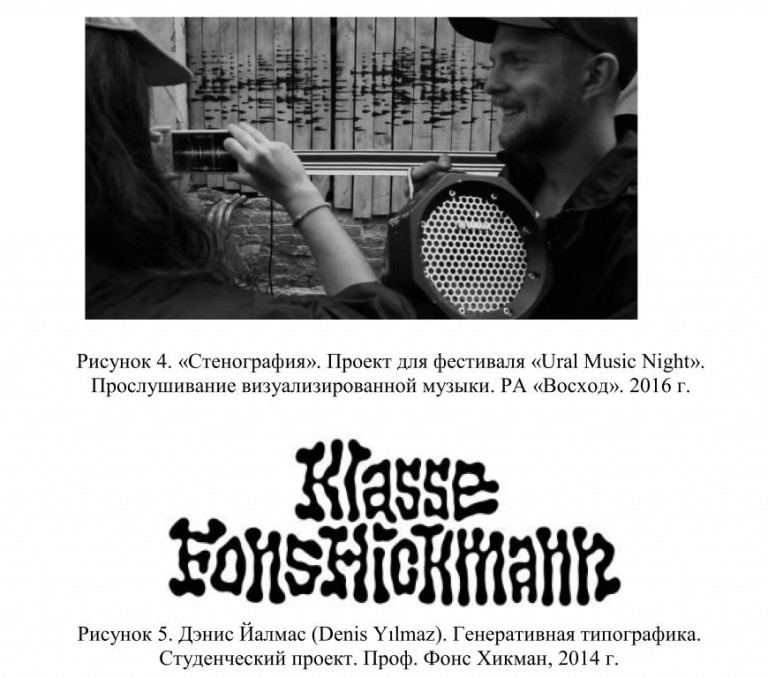 Рисунок 4. «Стенография». Проект для фестиваля «Ural Music Night».
Прослушивание визуализированной музыки. РА «Восход». 2016 г.
Klasse
FonsHickmann
Рисунок 5. Дэнис Йалмас (Denis Yılmaz). Генеративная типографика.
Студенческий проект. Проф. Фонс Хикман, 2014 г.